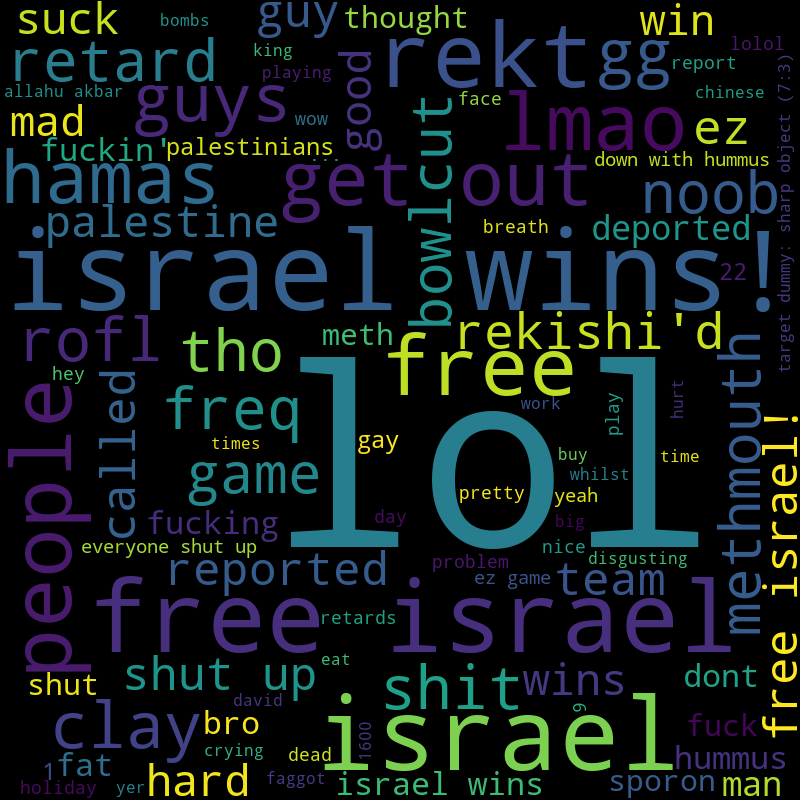 suck
bombs
guy
thought
win
lolol
retard
king
playing
rekt
gg
report
allahu akbar
guys
good
face
chinese
mad
wow
lmao
ez
fuckin'
palestinians
...
down with hummus
hamas
get out
bowlcut
noob
palestine
breath
deported
israel wins!
22
target dummy: sharp object (7:3)
rofl
tho
meth
rekishi'd
hey
free
people
called
freq
work
play
hurt
methmouth
times
gay
lol
buy
time
game
whilst
pretty
yeah
free israel!
fucking
day
big
everyone shut up
nice
problem
disgusting
reported
ez game
team
free israel
retards
shut up
eat
shut
shit
wins
dont
david
9
clay
bro
israel
fuck
crying
1600
1
fat
dead
hummus
holiday
yer
hard
faggot
israel wins
sporon
man